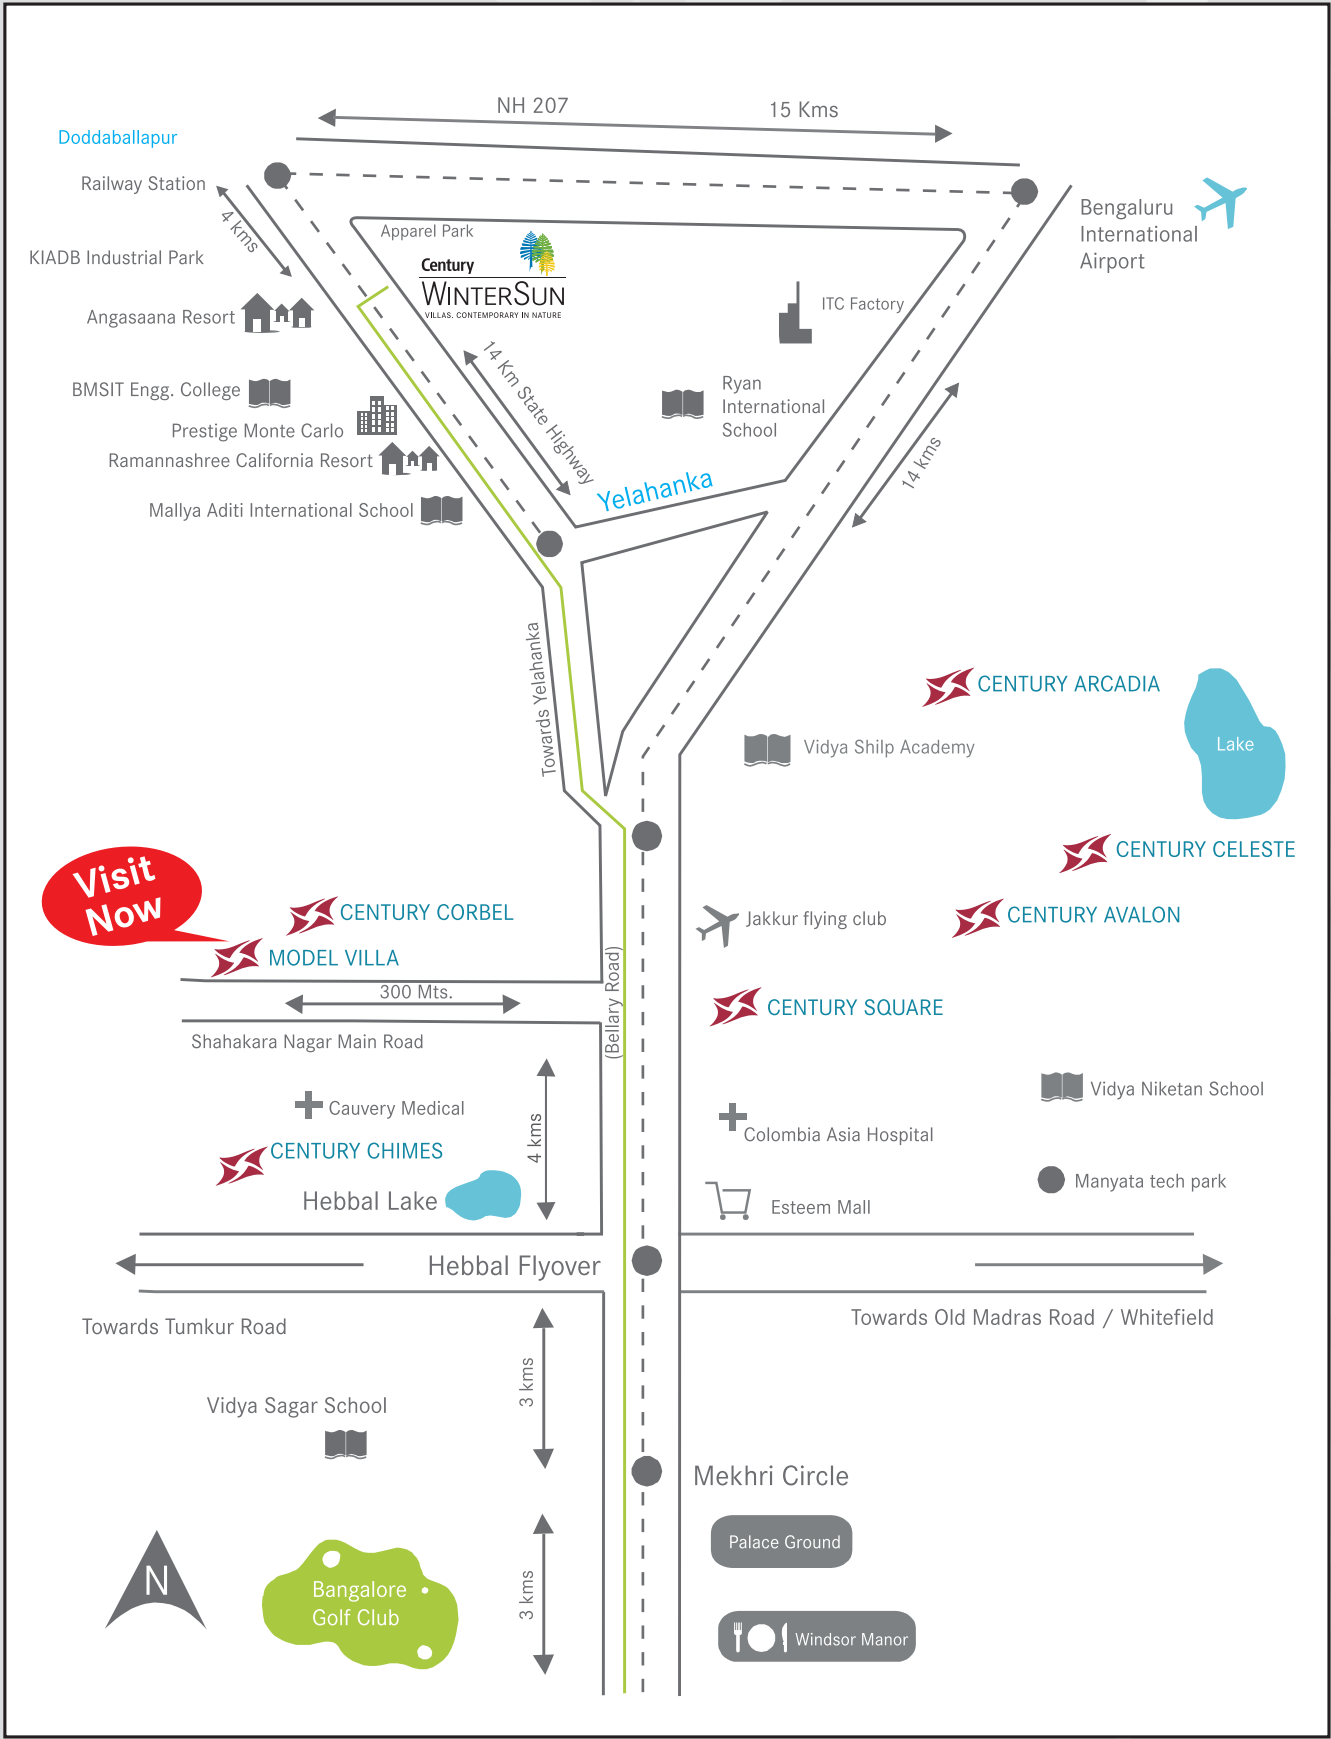 NH 207
15 Kms
Doddaballapur
Railway Station
4 kms
KIADB Industrial Park
Apparel Park
Century
WINTERSUN
VILLAS. CONTEMPORARY IN NATURE
Bengaluru
International
Airport
Angasaana Resort
ITC Factory
14 Km State Highway
BMSIT Engg. College
Ryan
International
School
Prestige Monte Carlo
Ramannashree California Resort
14 kms
Yelahanka
Mallya Aditi International School
Towards Yelahanka
CENTURY ARCADIA
Lake
Vidya Shilp Academy
CENTURY CELESTE
Visit
Now
CENTURY CORBEL
Jakkur flying club
CENTURY AVALON
MODEL VILLA
300 Mts.
(Bellary Road)
CENTURY SQUARE
Shahakara Nagar Main Road
Cauvery Medical
4 kms
Vidya Niketan School
Colombia Asia Hospital
CENTURY CHIMES
Hebbal Lake
Manyata tech park
Esteem Mall
Hebbal Flyover
Towards Tumkur Road
Towards Old Madras Road / Whitefield
3 kms
Vidya Sagar School
Mekhri Circle
Palace Ground
N
Bangalore
Golf Club
3 kms
Windsor Manor